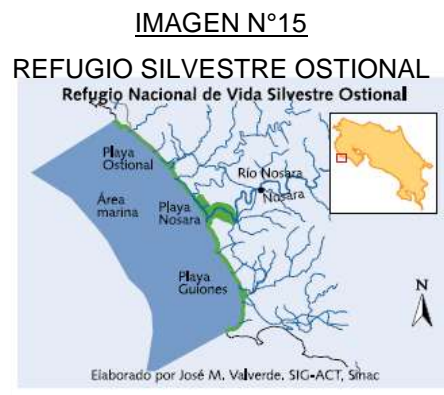 IMAGEN N°15
REFUGIO SILVESTRE OSTIONAL
Refugio Nacional de Vida Silvestre Ostional
Playa
Ostional
Río Nosara
Área
marina
Playa
Nosara
Nosara
Playa
Guiones
N
Elaborado por José M. Valverde, SIG-ACT, Sinac